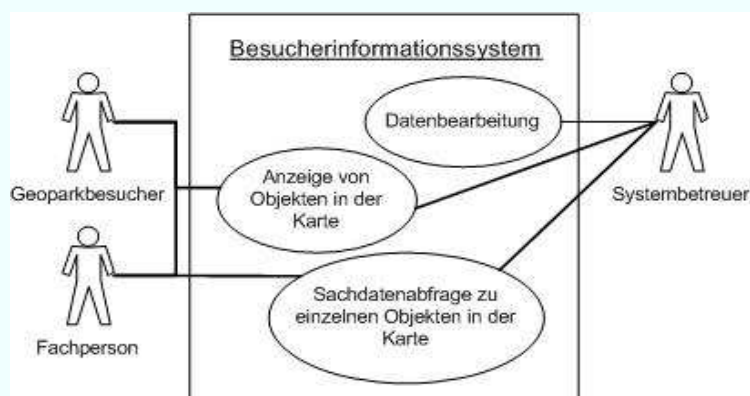 Besucherinformationssystem
Datenbearbeitung
Geoparkbesucher
Anzeige von
Objekten in der
Karte
Systembetreuer
Fachperson
Sachdatenabfrage zu
einzelnen Objekten in der
Karte